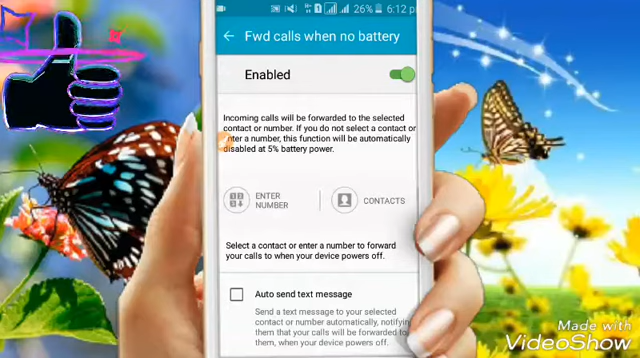 26% 6:12 pm
Fwd calls when no battery
Enabled
Incoming calls will be forwarded to the selected
contact or number. If you do not select a contact or
enter a number, this function will be automatically
disabled at 5% battery power.
ENTER
NUMBER
CONTACTS
Select a contact or enter a number to forward
your calls to when your device powers off.
Auto send text message
Send a text message to your selected
contact or number automatically, notifying
them that your calls will be forwarded to
them, when your device powers off.
Made with
VideoShow